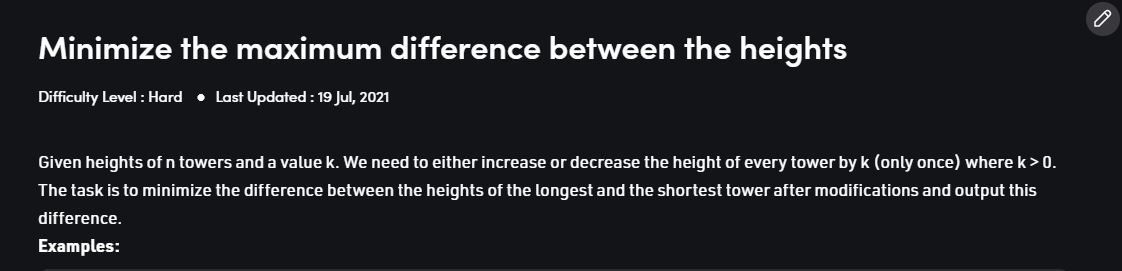 Minimize the maximum difference between the heights
Difficulty Level : Hard ● Last Updated : 19 Jul, 2021
Given heights of n towers and a value k. We need to either increase or decrease the height of every tower by k (only once) where k > 0.
The task is to minimize the difference between the heights of the longest and the shortest tower after modifications and output this
difference.
Examples: